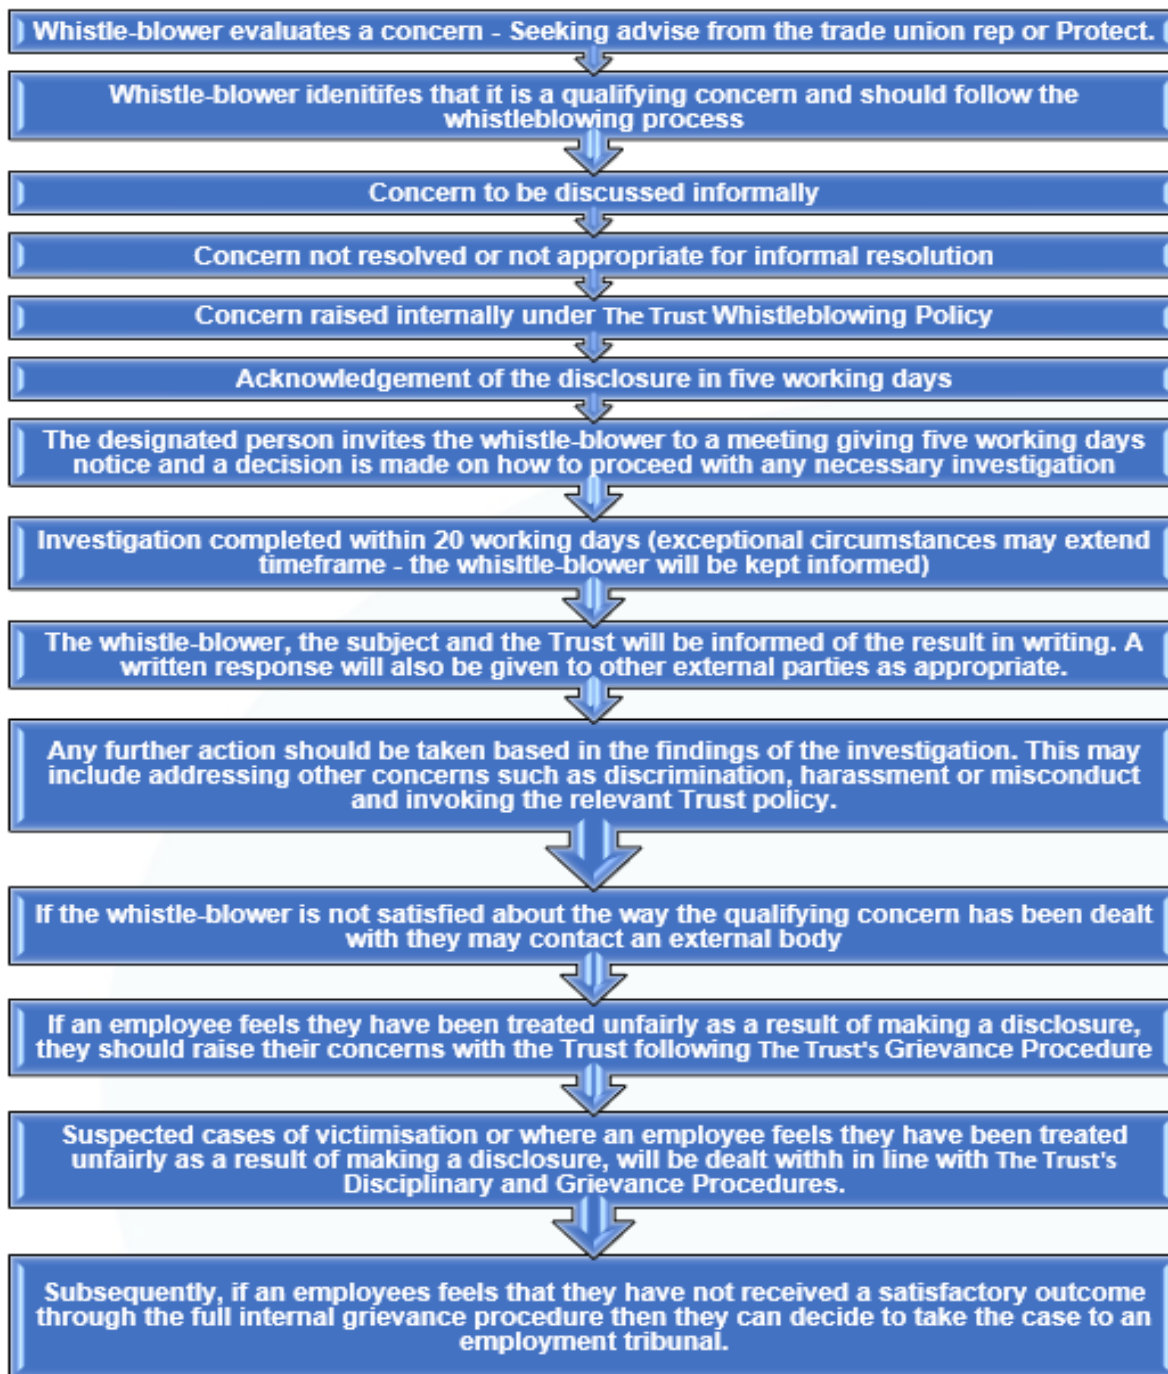 Whistle-blower evaluates a concern - Seeking advise from the trade union rep or Protect.
Whistle-blower idenitifes that it is a qualifying concern and should follow the
whistleblowing process
Concern to be discussed informally
Concern not resolved or not appropriate for informal resolution
Concern raised internally under The Trust Whistleblowing Policy
Acknowledgement of the disclosure in five working days
The designated person invites the whistle-blower to a meeting giving five working days
notice and a decision is made on how to proceed with any necessary investigation
Investigation completed within 20 working days (exceptional circumstances may extend
timeframe - the whisltle-blower will be kept informed)
The whistle-blower, the subject and the Trust will be informed of the result in writing. A
written response will also be given to other external parties as appropriate.
Any further action should be taken based in the findings of the investigation. This may
include addressing other concerns such as discrimination, harassment or misconduct
and invoking the relevant Trust policy.
If the whistle-blower is not satisfied about the way the qualifying concern has been dealt
with they may contact an external body
If an employee feels they have been treated unfairly as a result of making a disclosure,
they should raise their concerns with the Trust following The Trust's Grievance Procedure
Suspected cases of victimisation or where an employee feels they have been treated
unfairly as a result of making a disclosure, will be dealt withh in line with The Trust's
Disciplinary and Grievance Procedures.
Subsequently, if an employees feels that they have not received a satisfactory outcome
through the full internal grievance procedure then they can decide to take the case to an
employment tribunal.